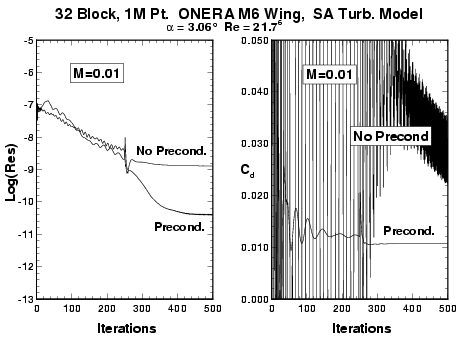 32 Block, 1M Pt. ONERA M6 Wing, SA Turb. Model
α = 3.06° Re = 21.7⁶
-5
-6
-7
-8
-9
-10
-11
-12
-13
Log(Res)
M=0.01
No Precond.
Precond.
0 100 200 300 400 500
Iterations
0.050
0.040
0.030
0.020
0.010
0.000
Cd
M=0.01
No Precond
Precond.
0 100 200 300 400 500
Iterations